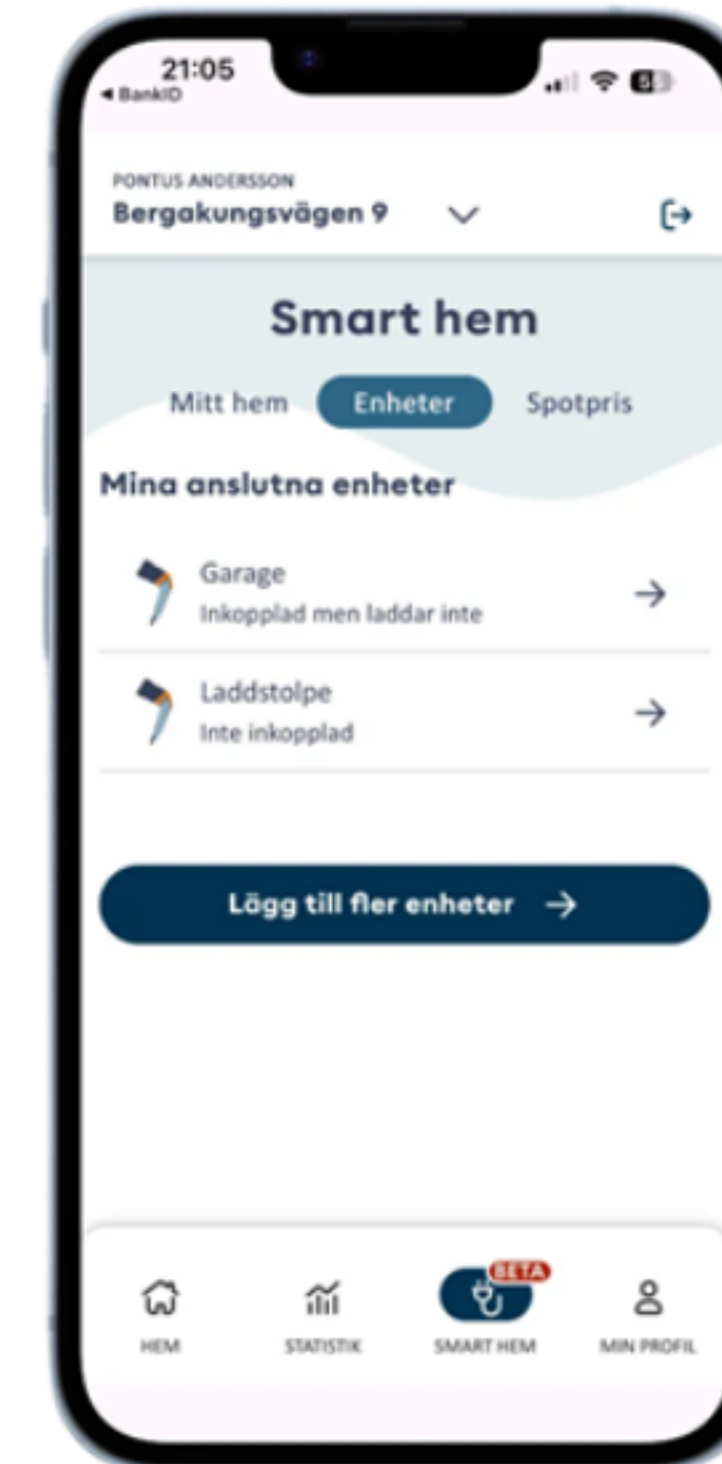 21:05
◀ BankID
PONTUS ANDERSSON
Bergakungsvägen 9
Smart hem
Mitt hem Enheter Spotpris
Mina anslutna enheter
Garage
Inkopplad men laddar inte
Laddstolpe
Inte inkopplad
Lägg till fler enheter →
BETA
HEM STATISTIK SMART HEM MIN PROFIL